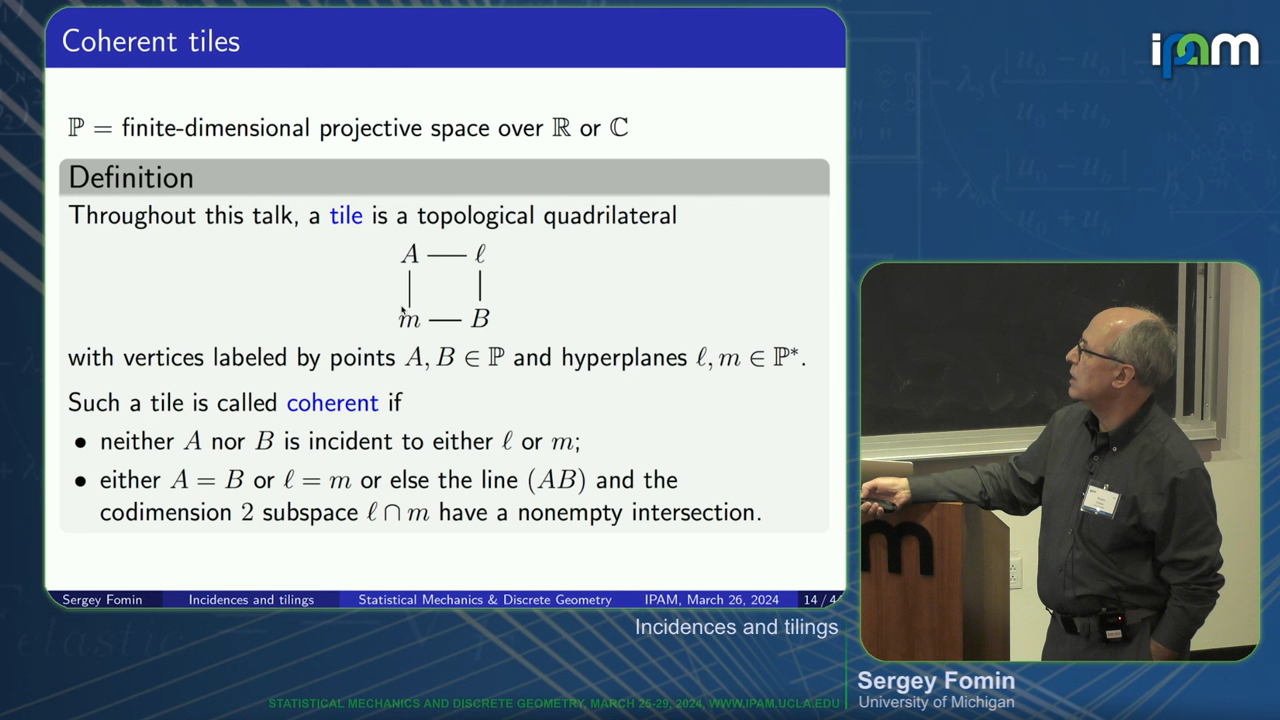 Coherent tiles
ℙ = finite-dimensional projective space over ℝ or ℂ
Definition
Throughout this talk, a tile is a topological quadrilateral
A — ℓ
| |
m — B
with vertices labeled by points A, B ∈ ℙ and hyperplanes ℓ, m ∈ ℙ*.
Such a tile is called coherent if
• neither A nor B is incident to either ℓ or m;
• either A = B or ℓ = m or else the line (AB) and the
codimension 2 subspace ℓ ∩ m have a nonempty intersection.
Sergey Fomin Incidences and tilings Statistical Mechanics & Discrete Geometry IPAM, March 26, 2024 14 / 4
ipam
m
Incidences and tilings
Sergey Fomin
University of Michigan
STATISTICAL MECHANICS AND DISCRETE GEOMETRY, MARCH 25-29, 2024, WWW.IPAM.UCLA.EDU